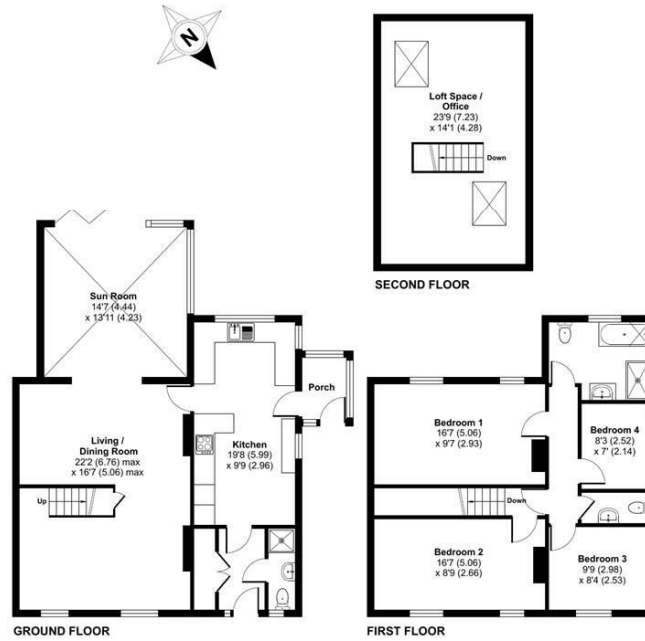 N
Loft Space /
Office
23'9 (7.23)
x 14'1 (4.28)
Down
SECOND FLOOR
Sun Room
14'7 (4.44)
x 13'11 (4.23)
Porch
Living /
Dining Room
22'2 (6.76) max
x 16'7 (5.06) max
Kitchen
19'8 (5.99)
x 9'9 (2.96)
Up
GROUND FLOOR
Bedroom 1
16'7 (5.06)
x 9'7 (2.93)
Bedroom 4
8'3 (2.52)
x 7' (2.14)
Down
Bedroom 2
16'7 (5.06)
x 8'9 (2.66)
Bedroom 3
9'9 (2.98)
x 8'4 (2.53)
FIRST FLOOR